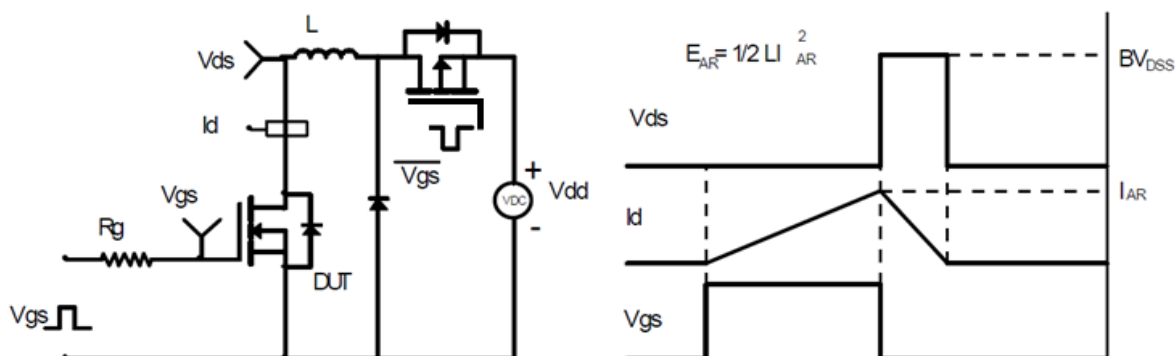 L
Vds
Id
Vgs
Vgs
+
VDC
Vdd
-
Rg
DUT
Vgs
E_AR= 1/2 LI_AR^2
BV_DSS
Vds
I_AR
Id
Vgs